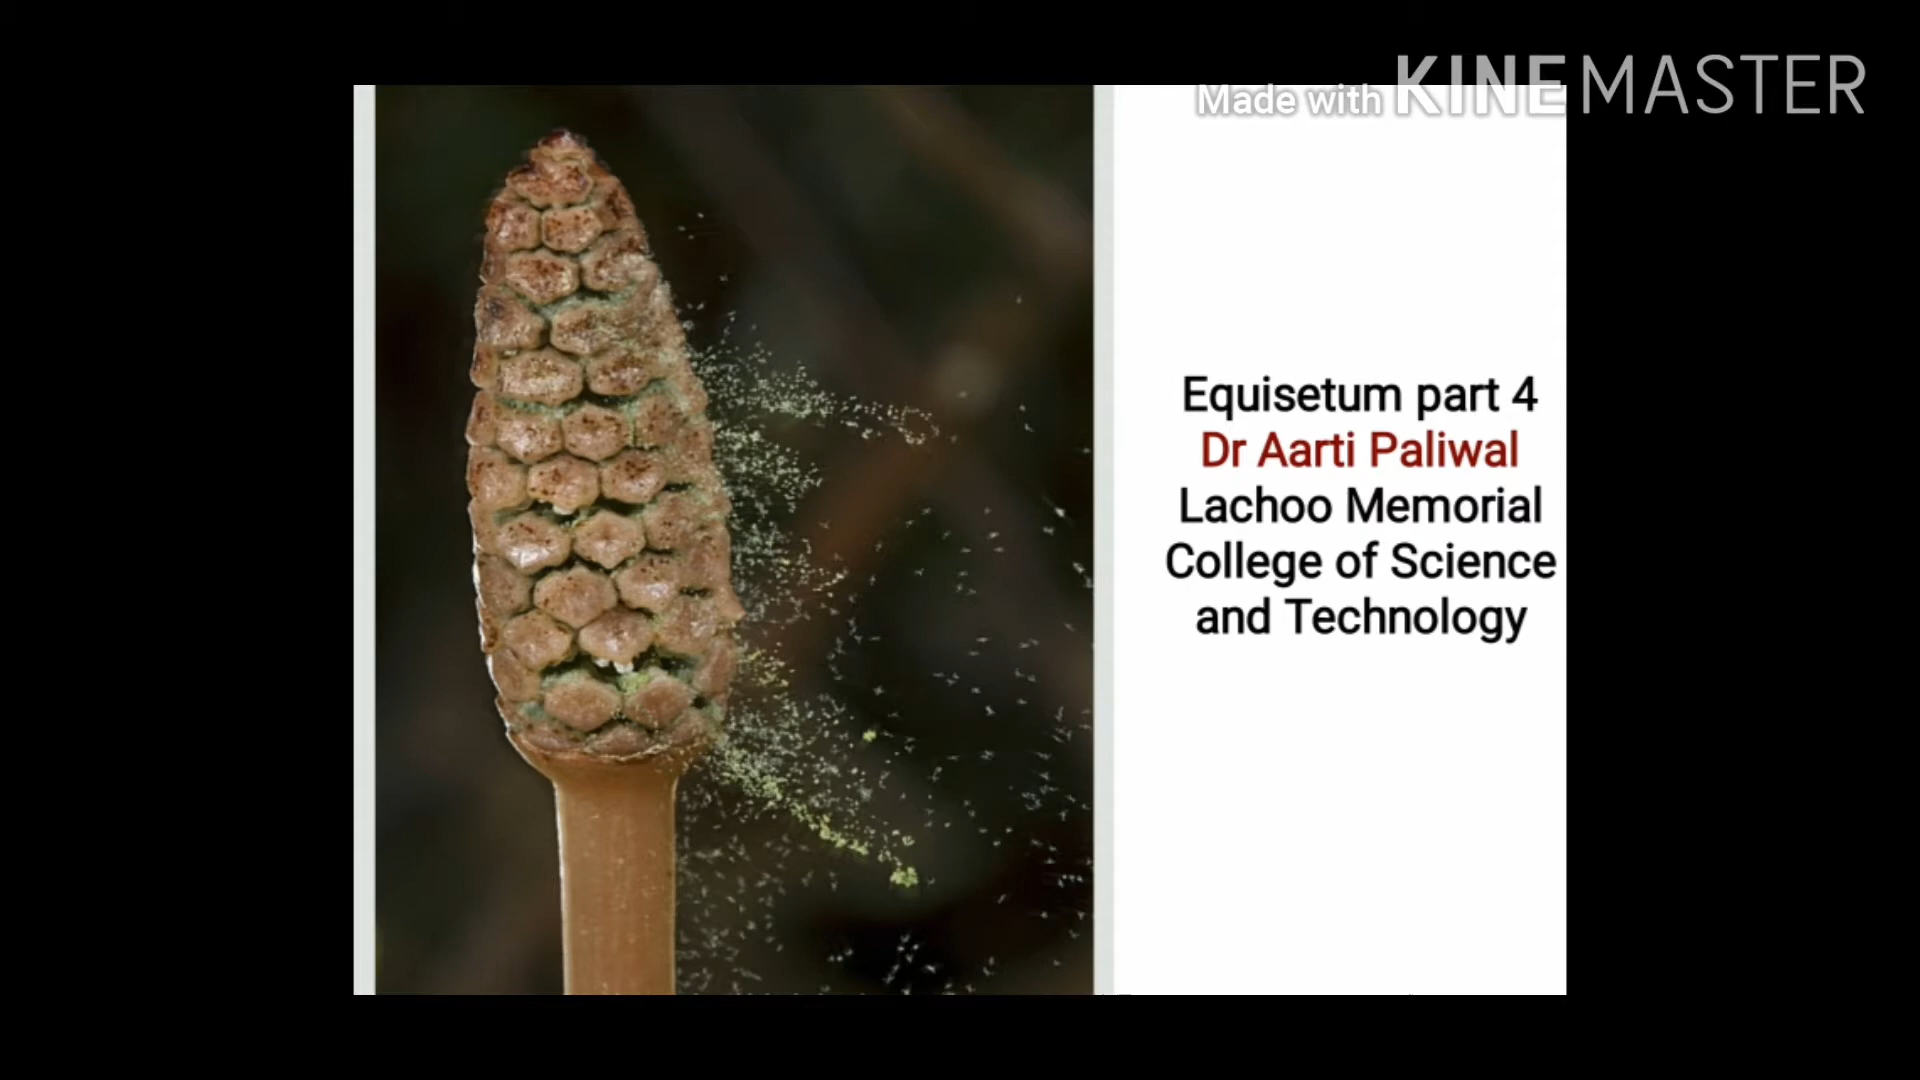 Made with KINEMASTER
Equisetum part 4
Dr Aarti Paliwal
Lachoo Memorial
College of Science
and Technology